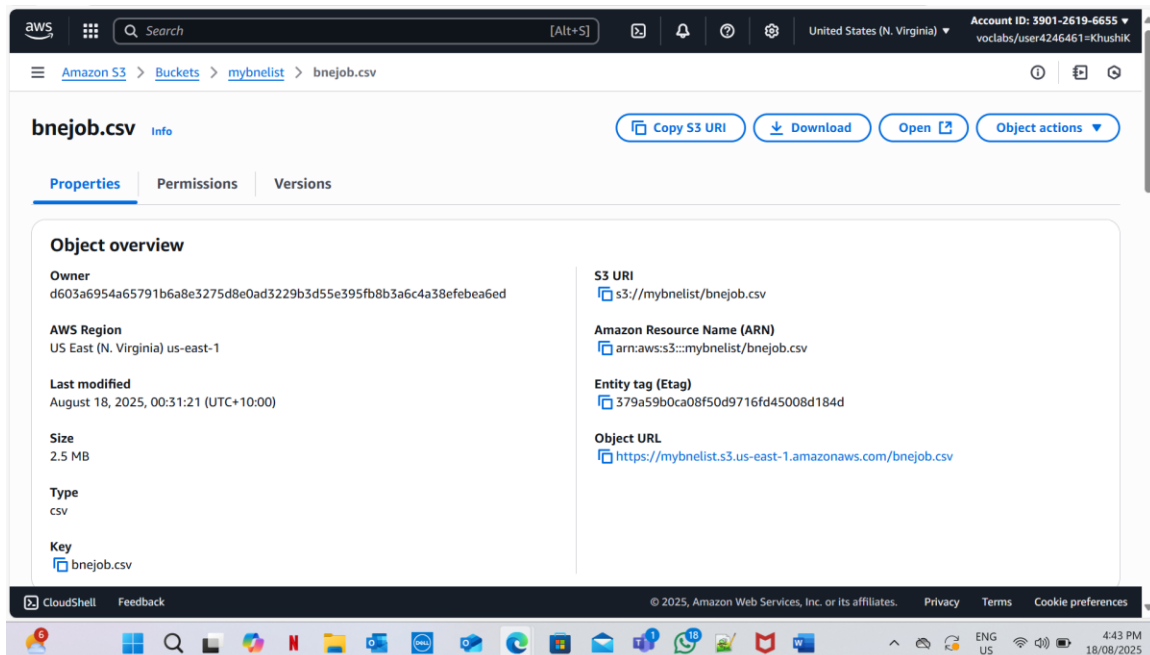 aws
Search
[Alt+S]
United States (N. Virginia)
Account ID: 3901-2619-6655
voclabs/user4246461=KhushiK
Amazon S3 > Buckets > mybnelist > bnejob.csv
bnejob.csv Info
Copy S3 URI
Download
Open
Object actions
Properties
Permissions
Versions
Object overview
Owner
d603a6954a65791b6a8e3275d8e0ad3229b3d55e395fb8b3a6c4a38efebea6ed
AWS Region
US East (N. Virginia) us-east-1
Last modified
August 18, 2025, 00:31:21 (UTC+10:00)
Size
2.5 MB
Type
csv
Key
bnejob.csv
S3 URI
s3://mybnelist/bnejob.csv
Amazon Resource Name (ARN)
arn:aws:s3:::mybnelist/bnejob.csv
Entity tag (Etag)
379a59b0ca08f50d9716fd45008d184d
Object URL
https://mybnelist.s3.us-east-1.amazonaws.com/bnejob.csv
CloudShell
Feedback
© 2025, Amazon Web Services, Inc. or its affiliates.
Privacy
Terms
Cookie preferences
6
N
DELL
1
18
ENG
US
4:43 PM
18/08/2025